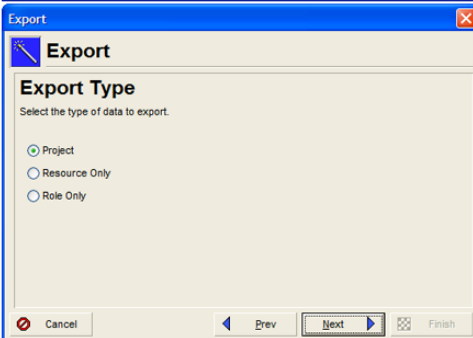 Export
Export
Export Type
Select the type of data to export.
Project
Resource Only
Role Only
Cancel
Prev
Next
Finish